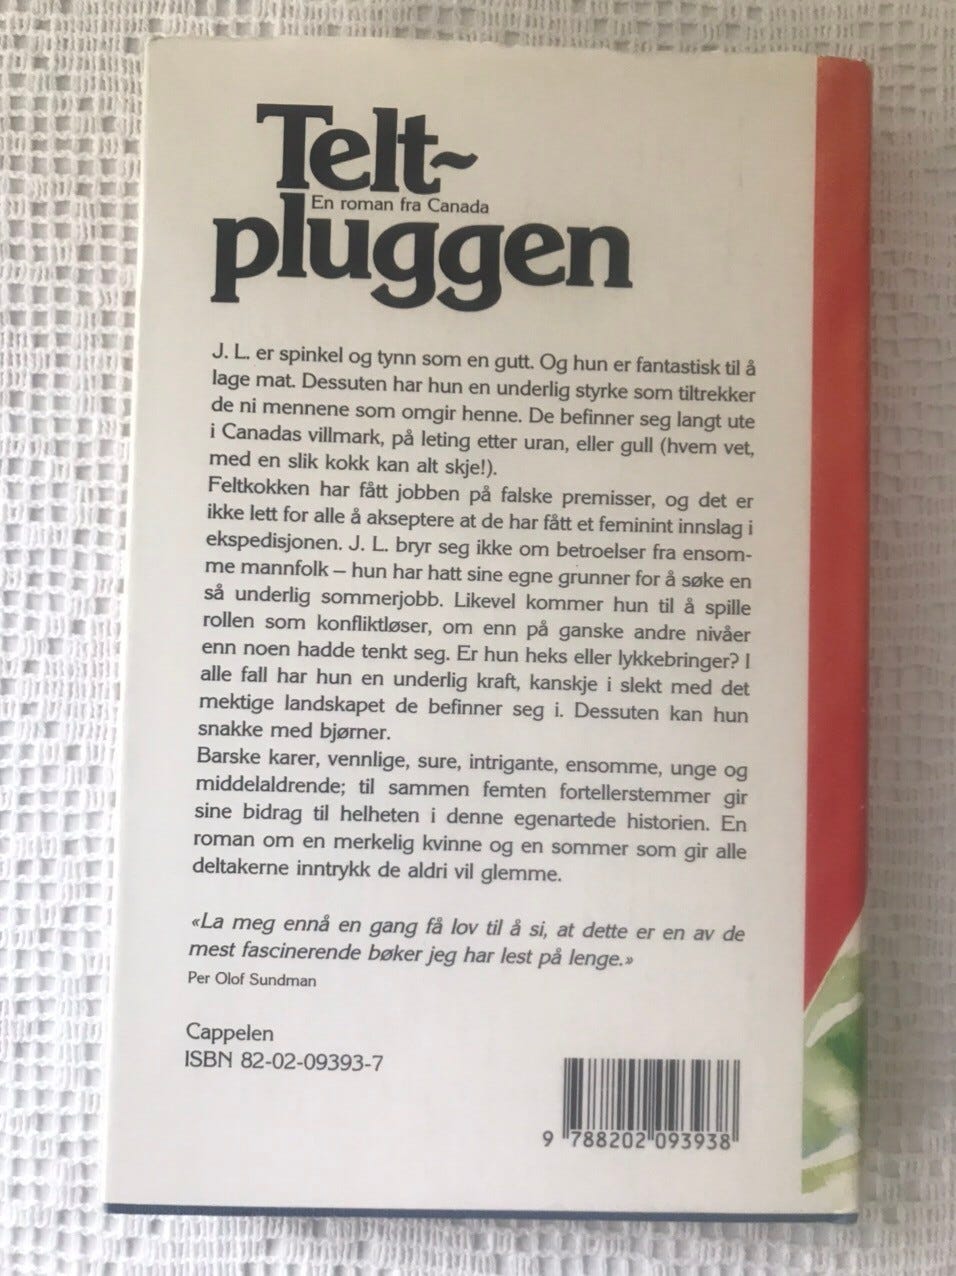 Telt-
En roman fra Canada
pluggen
J. L. er spinkel og tynn som en gutt. Og hun er fantastisk til å
lage mat. Dessuten har hun en underlig styrke som tiltrekker
de ni mennene som omgir henne. De befinner seg langt ute
i Canadas villmark, på leting etter uran, eller gull (hvem vet,
med en slik kokk kan alt skje!).
Feltkokken har fått jobben på falske premisser, og det er
ikke lett for alle å akseptere at de har fått et feminint innslag i
ekspedisjonen. J. L. bryr seg ikke om betroelser fra ensom-
me mannfolk – hun har hatt sine egne grunner for å søke en
så underlig sommerjobb. Likevel kommer hun til å spille
rollen som konfliktløser, om enn på ganske andre nivåer
enn noen hadde tenkt seg. Er hun heks eller lykkebringer? I
alle fall har hun en underlig kraft, kanskje i slekt med det
mektige landskapet de befinner seg i. Dessuten kan hun
snakke med bjørner.
Barske karer, vennlige, sure, intrigante, ensomme, unge og
middelaldrende; til sammen femten fortellerstemmer gir
sine bidrag til helheten i denne egenartede historien. En
roman om en merkelig kvinne og en sommer som gir alle
deltakerne inntrykk de aldri vil glemme.
«La meg ennå en gang få lov til å si, at dette er en av de
mest fascinerende bøker jeg har lest på lenge.»
Per Olof Sundman
Cappelen
ISBN 82-02-09393-7
9 788202 093938